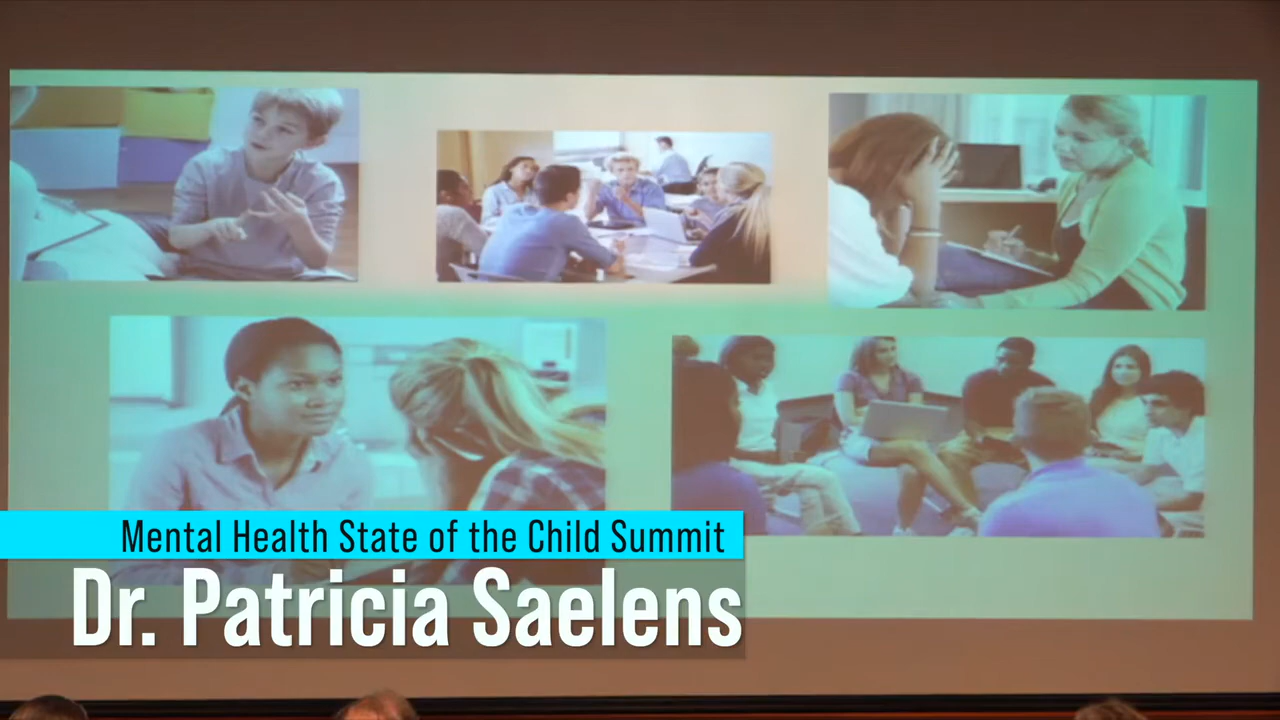 Mental Health State of the Child Summit
Dr. Patricia Saelens